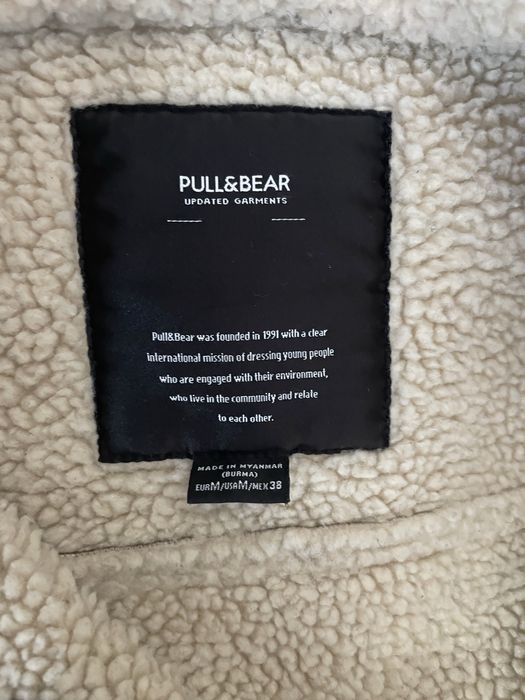 PULL&BEAR
UPDATED GARMENTS
Pull&Bear was founded in 1991 with a clear
international mission of dressing young people
who are engaged with their environment,
who live in the community and relate
to each other.
MADE IN MYANMAR
(BURMA)
EURM/USAM/MEX38